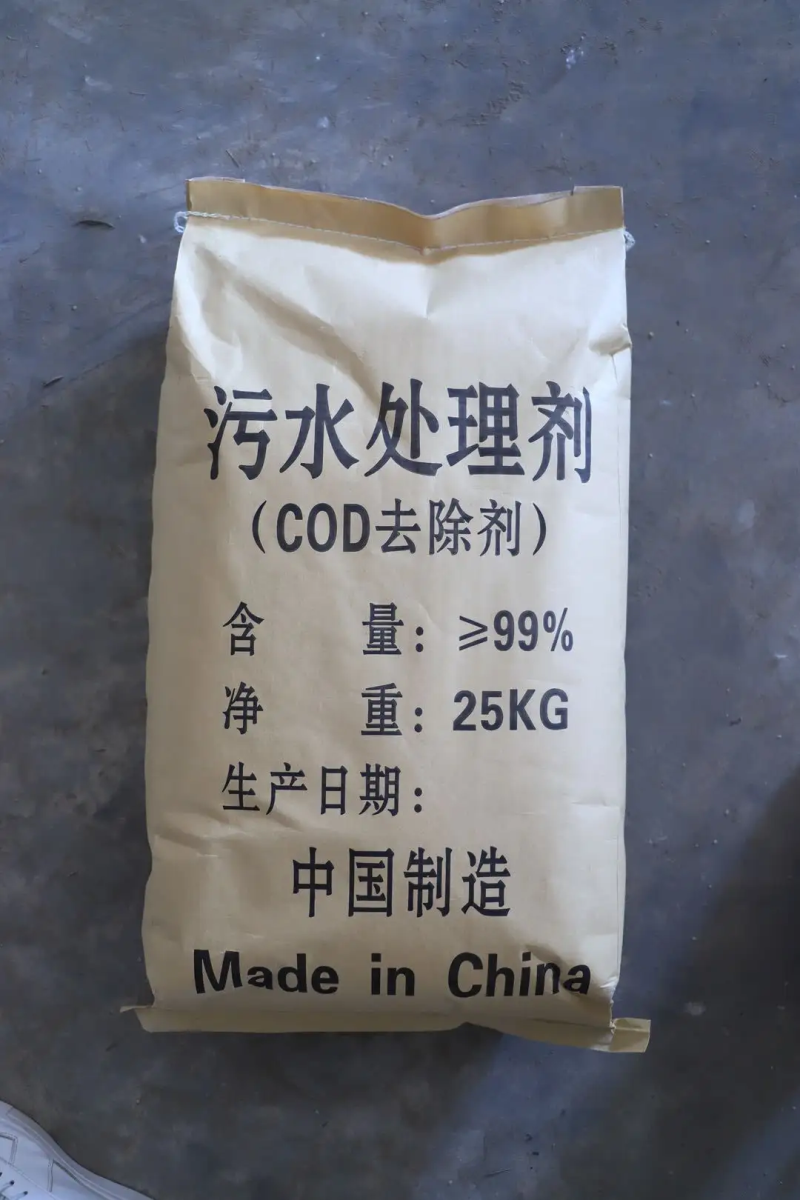 污水处理剂
（COD去除剂）
含 量：≥99%
净 重：25KG
生产日期：
中国制造
Made in China